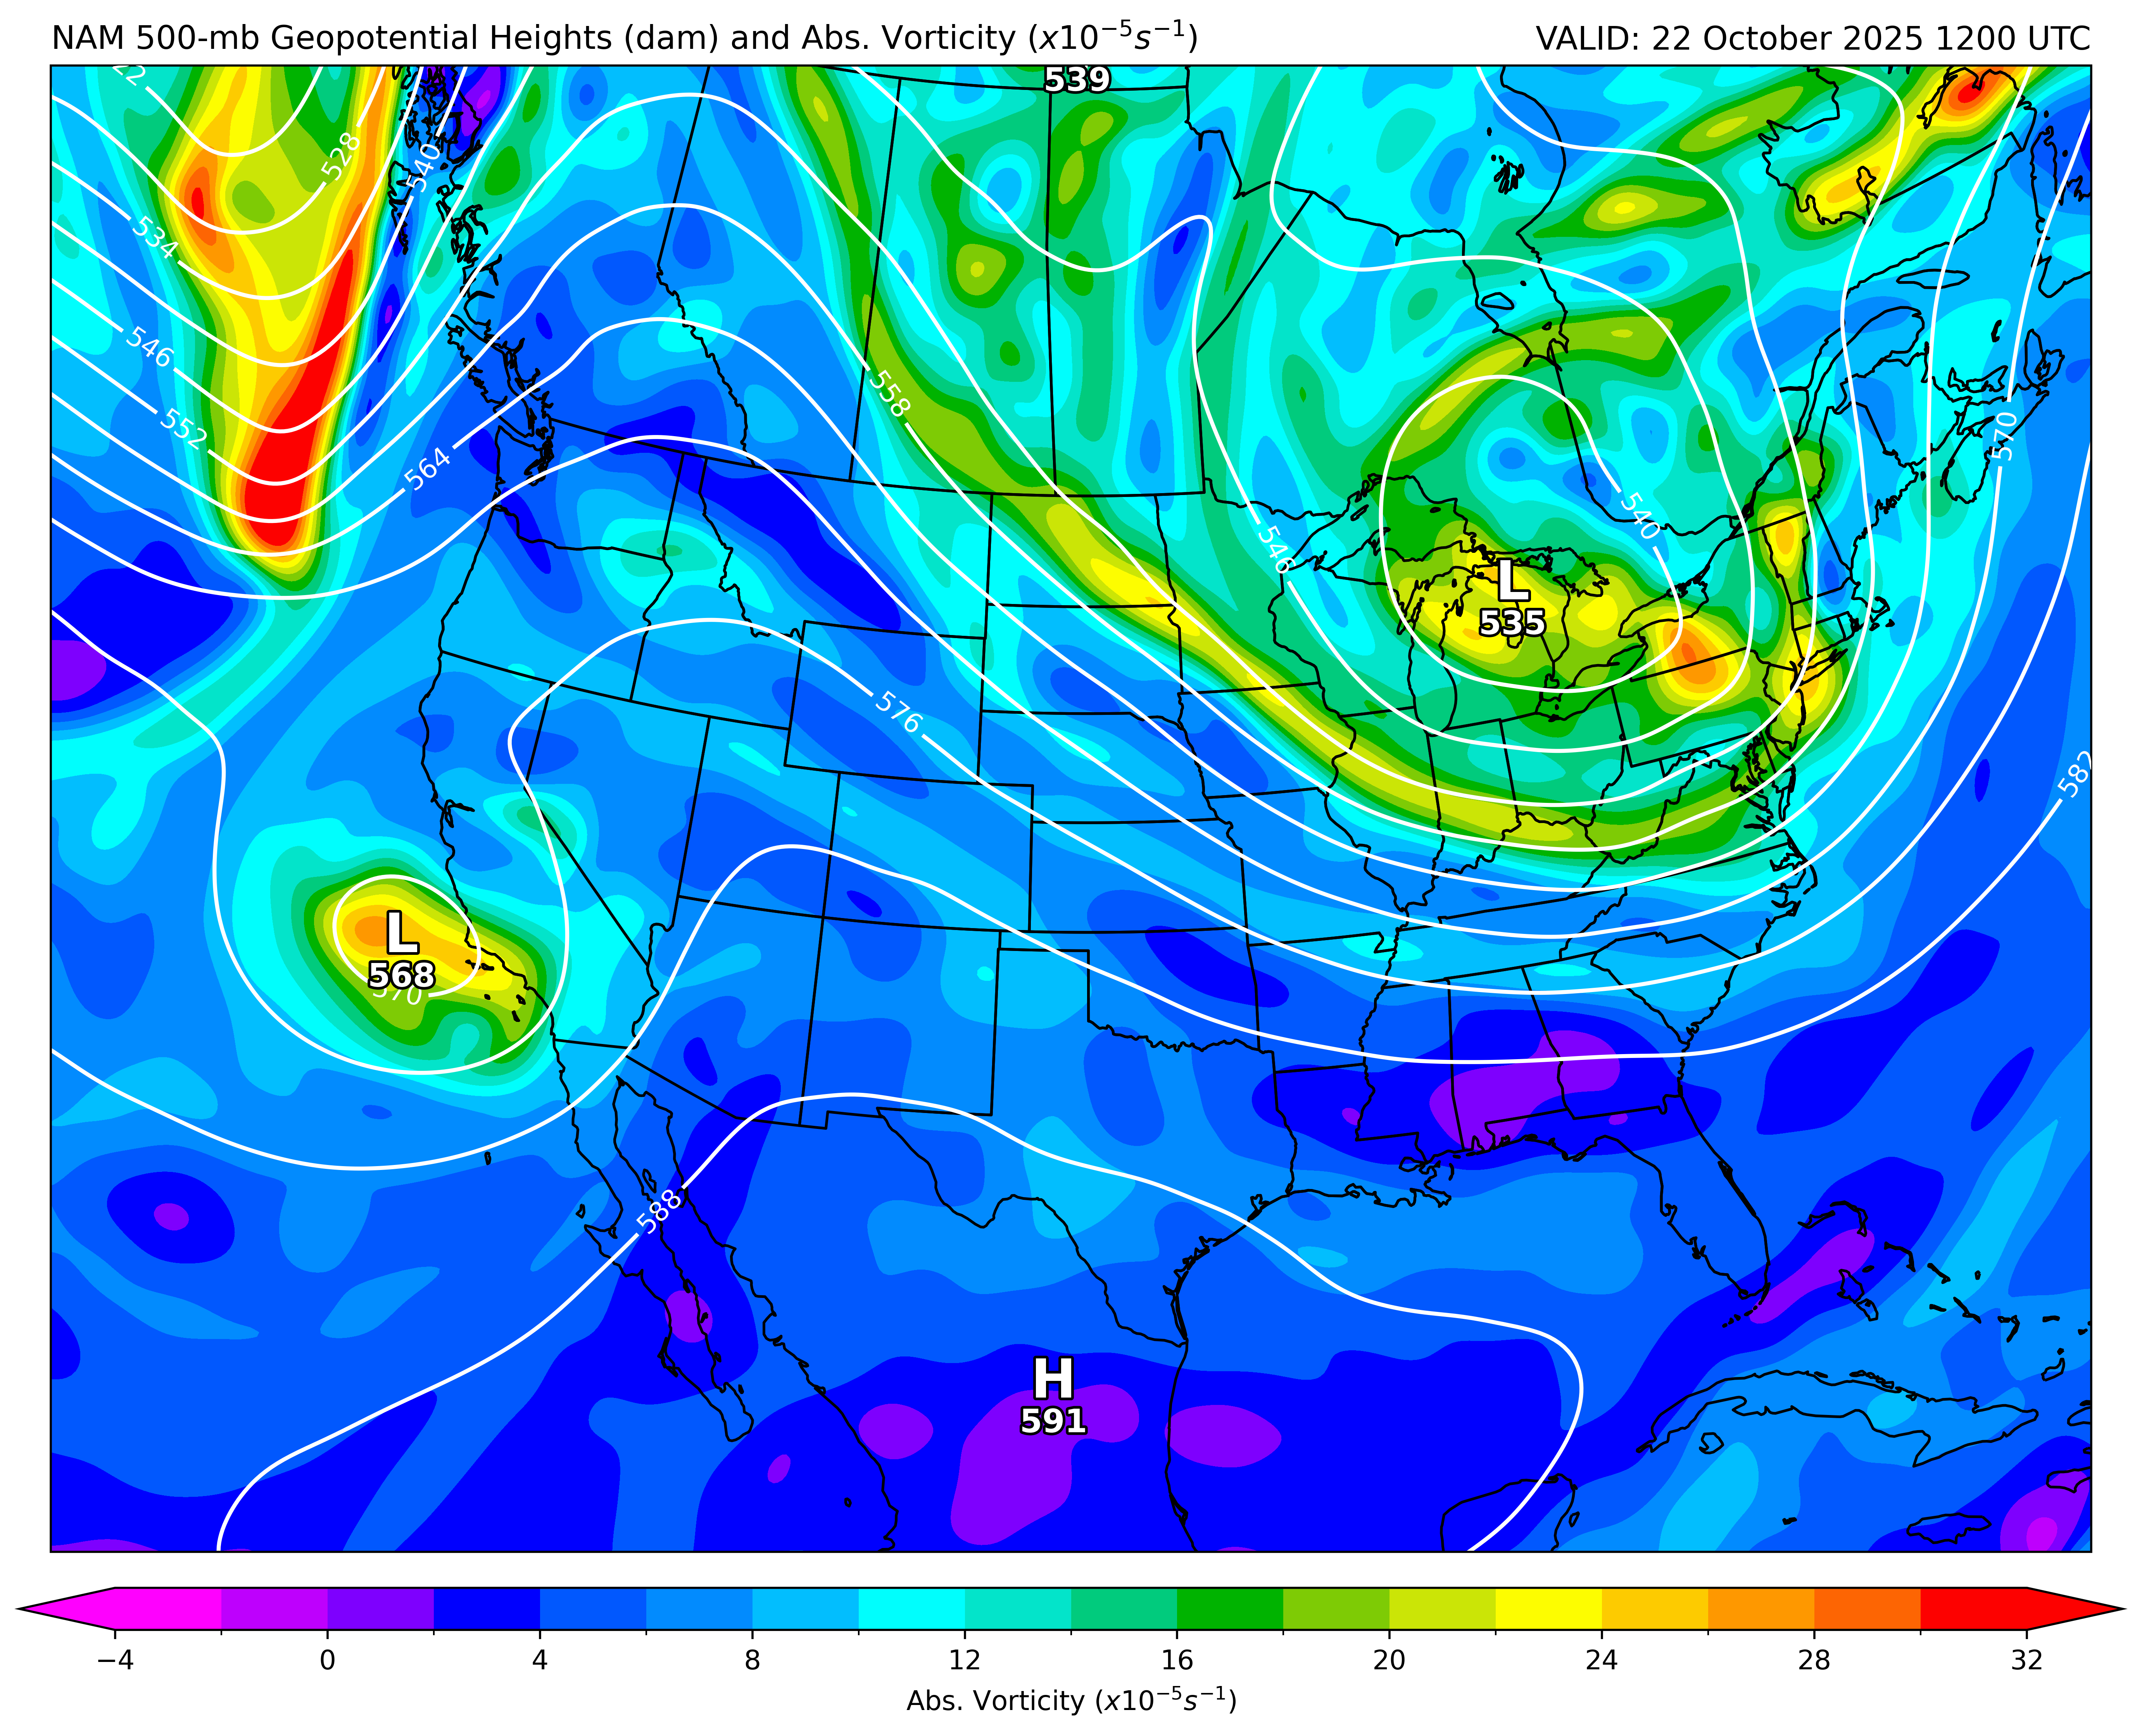 NAM 500-mb Geopotential Heights (dam) and Abs. Vorticity (x10⁻⁵s⁻¹)
VALID: 22 October 2025 1200 UTC
22
539
528
540
534
546
558
552
564
570
540
546
L
535
576
582
L
568
570
588
H
591
−4 0 4 8 12 16 20 24 28 32
Abs. Vorticity (x10⁻⁵s⁻¹)